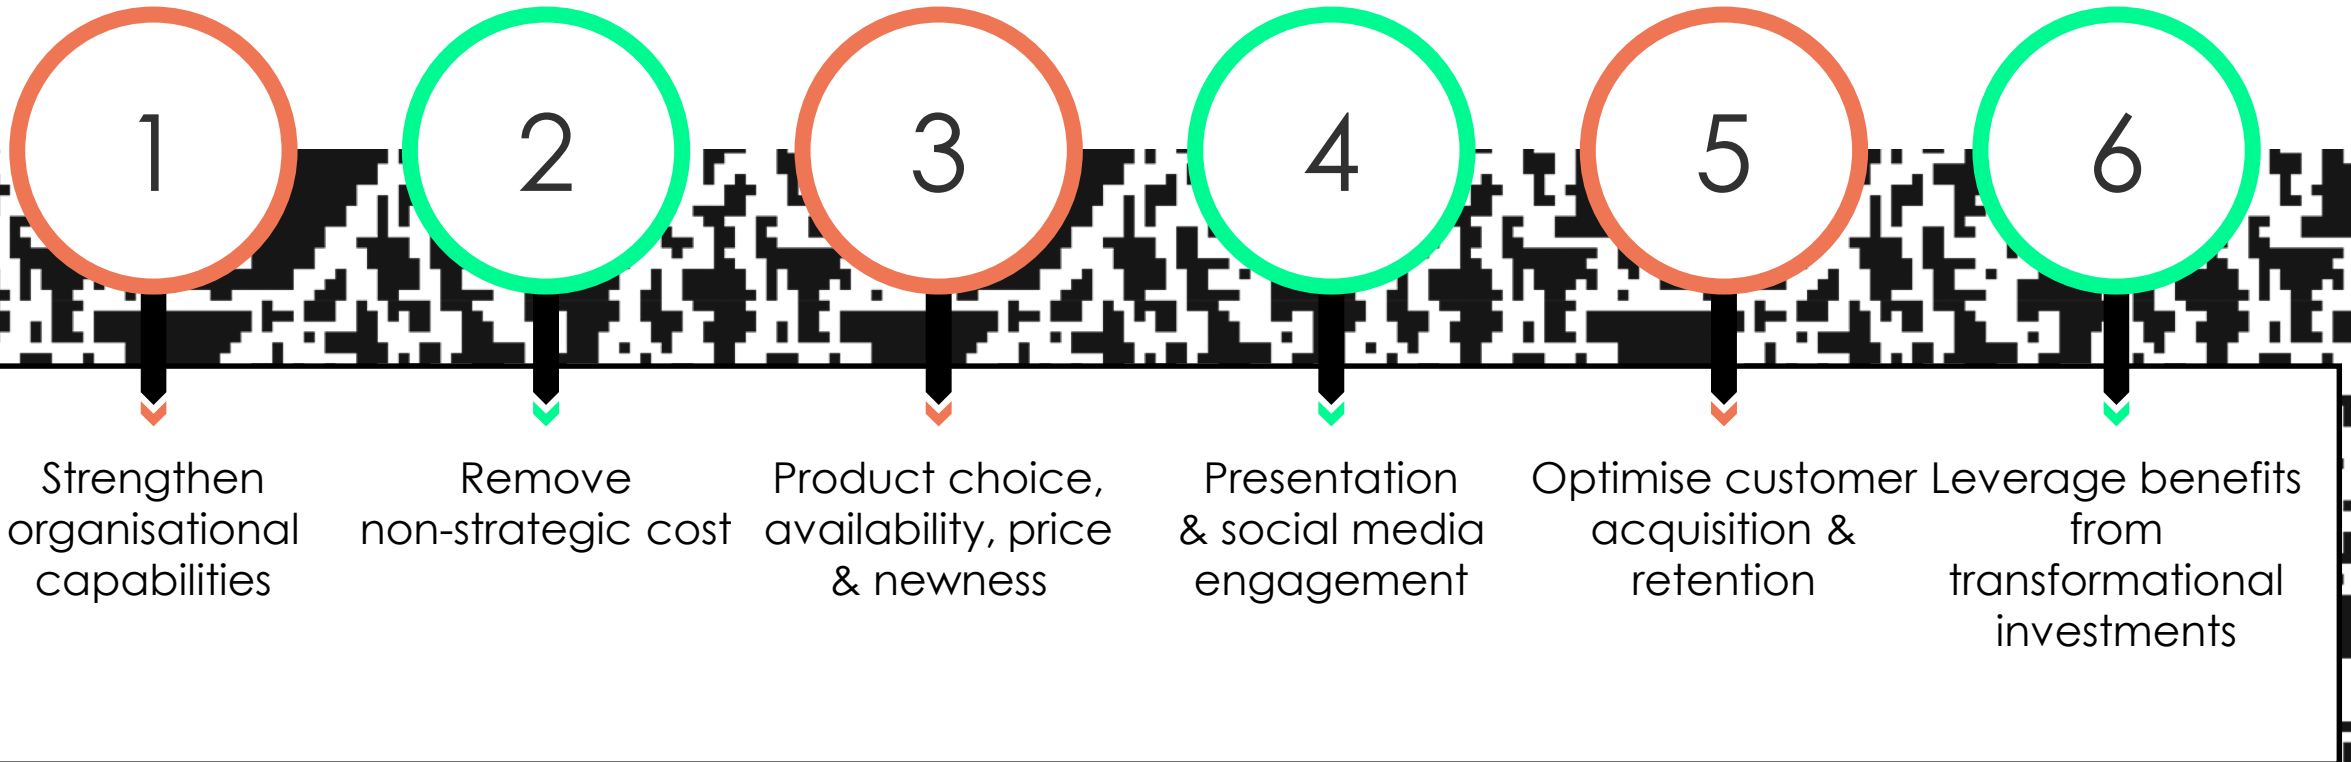 1
Strengthen
organisational
capabilities
2
Remove
non-strategic cost
3
Product choice,
availability, price
& newness
4
Presentation
& social media
engagement
5
Optimise customer
acquisition &
retention
6
Leverage benefits
from
transformational
investments